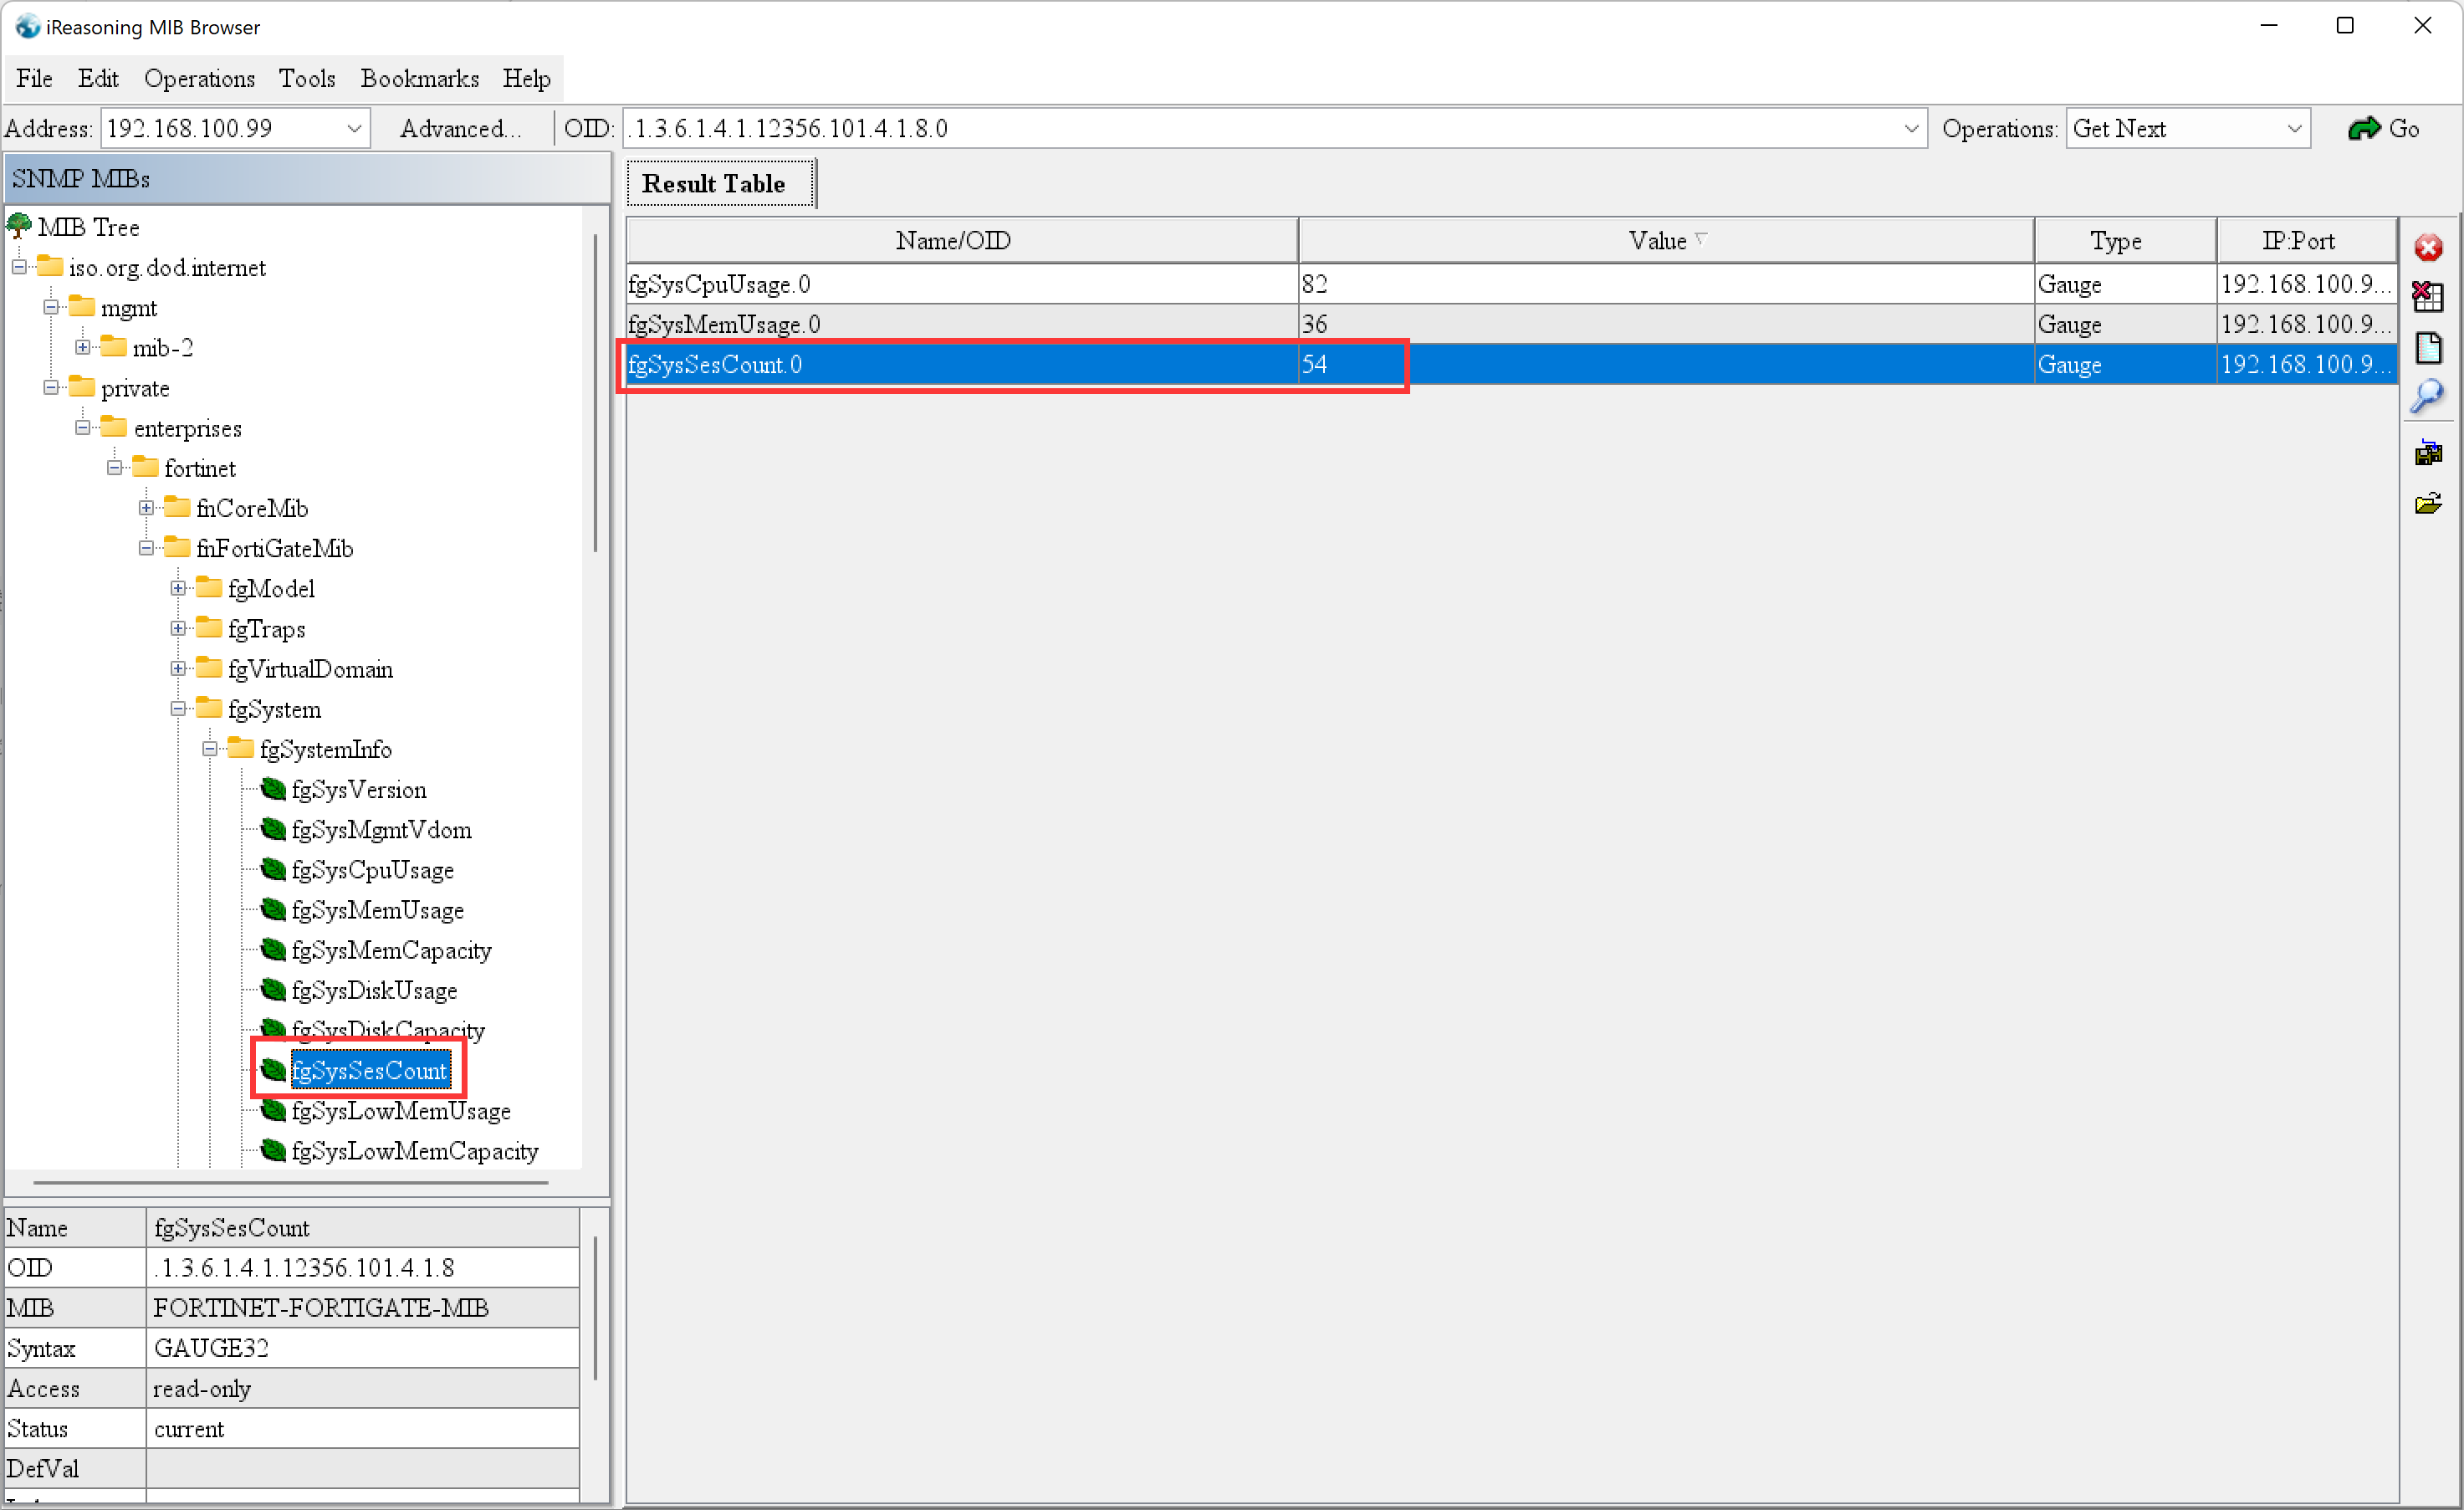 iReasoning MIB Browser
File Edit Operations Tools Bookmarks Help
Address: 192.168.100.99 Advanced... OID: .1.3.6.1.4.1.12356.101.4.1.8.0 Operations: Get Next Go
SNMP MIBs
MIB Tree
iso.org.dod.internet
mgmt
mib-2
private
enterprises
fortinet
fnCoreMib
fnFortiGateMib
fgModel
fgTraps
fgVirtualDomain
fgSystem
fgSystemInfo
fgSysVersion
fgSysMgmtVdom
fgSysCpuUsage
fgSysMemUsage
fgSysMemCapacity
fgSysDiskUsage
fgSysDiskCapacity
fgSysSesCount
fgSysLowMemUsage
fgSysLowMemCapacity
Name fgSysSesCount
OID .1.3.6.1.4.1.12356.101.4.1.8
MIB FORTINET-FORTIGATE-MIB
Syntax GAUGE32
Access read-only
Status current
DefVal
Result Table
Name/OID Value Type IP:Port
fgSysCpuUsage.0 82 Gauge 192.168.100.9...
fgSysMemUsage.0 36 Gauge 192.168.100.9...
fgSysSesCount.0 54 Gauge 192.168.100.9...